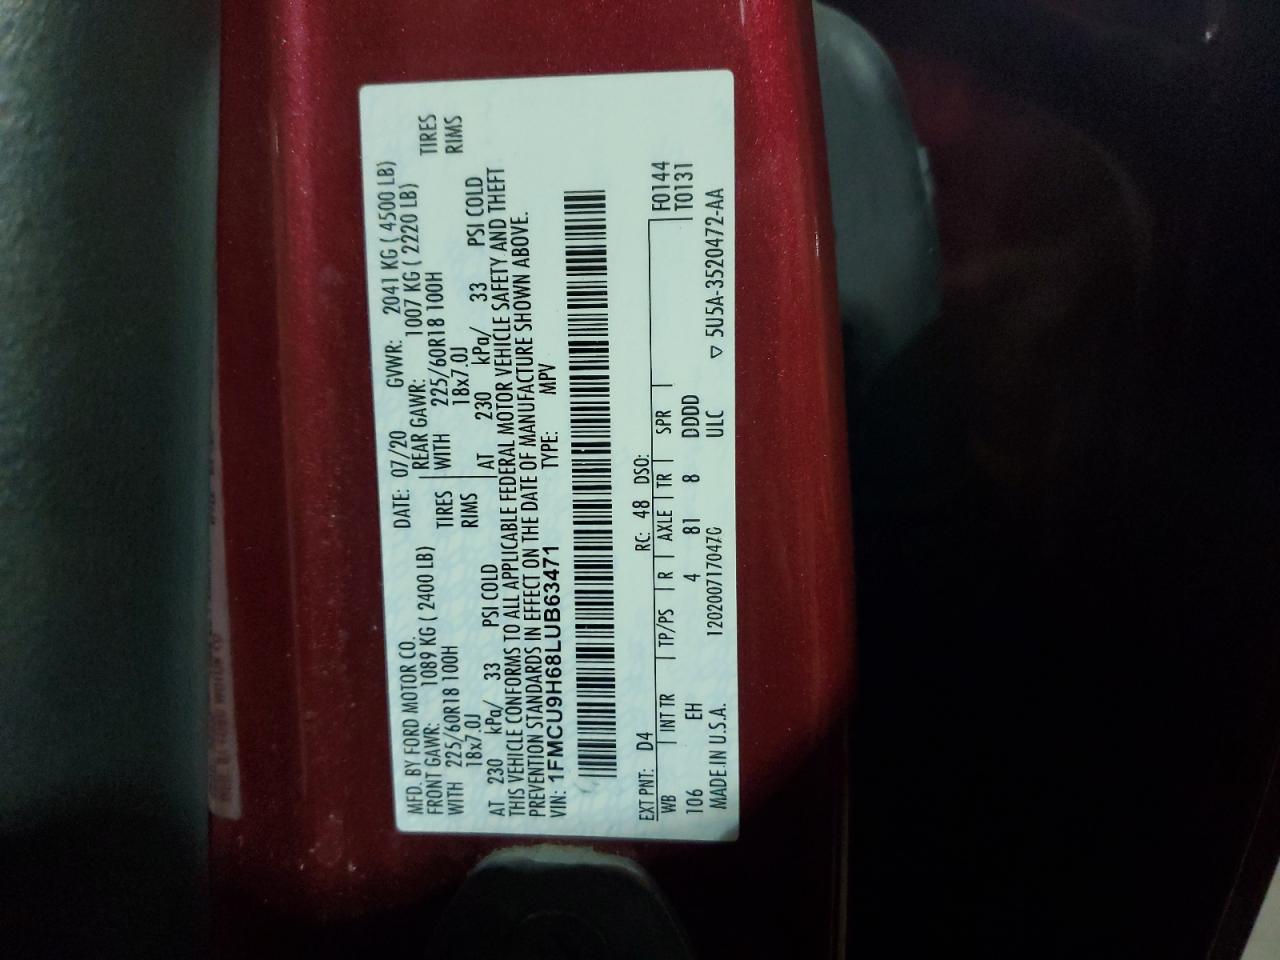 MFD. BY FORD MOTOR CO. DATE: 07/20 GVWR: 2041 KG ( 4500 LB)
FRONT GAWR: 1089 KG ( 2400 LB) REAR GAWR: 1007 KG ( 2220 LB)
WITH 225/60R18 100H TIRES WITH 225/60R18 100H TIRES
18x7.0J RIMS 18x7.0J RIMS
AT 230 kPa/ 33 PSI COLD AT 230 kPa/ 33 PSI COLD
THIS VEHICLE CONFORMS TO ALL APPLICABLE FEDERAL MOTOR VEHICLE SAFETY AND THEFT
PREVENTION STANDARDS IN EFFECT ON THE DATE OF MANUFACTURE SHOWN ABOVE.
VIN: 1FMCU9H68LUB63471 TYPE: MPV
EXT PNT: D4 RC: 48 DSO: F0144
WB INT TR TP/PS R AXLE TR SPR T0131
106 EH 4 81 8 DDDD
MADE IN U.S.A. 12020071704ZG ULC ▽ 5U5A-3520472-AA